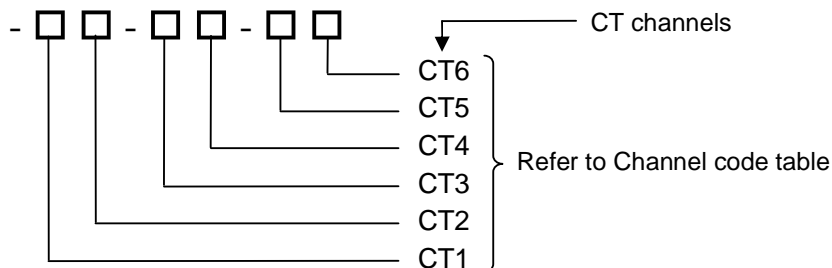 - □ □ - □ □ - □ □
CT channels
CT6
CT5
CT4
CT3
CT2
CT1
Refer to Channel code table